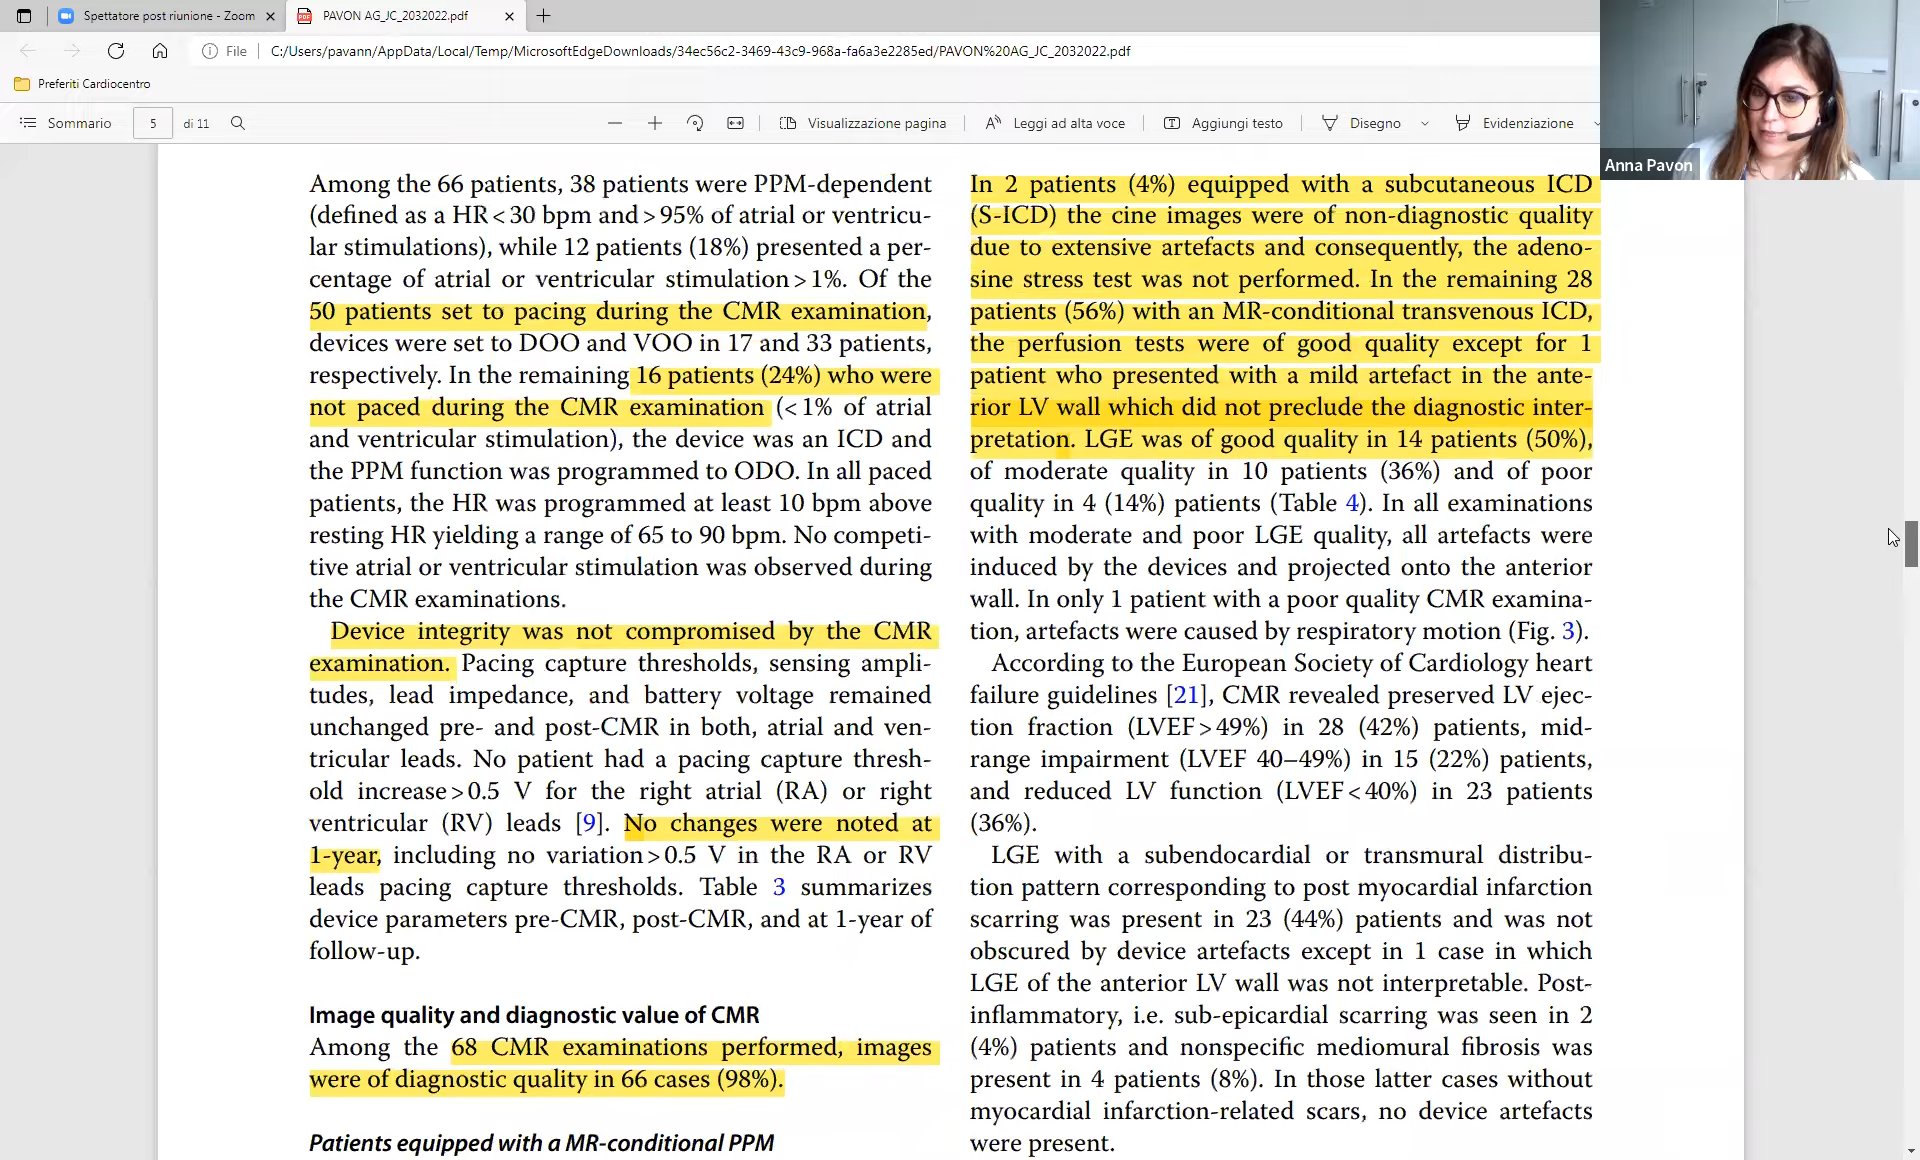 Spettatore post riunione - Zoom
PAVON AG_JC_2032022.pdf
File
C:/Users/pavann/AppData/Local/Temp/MicrosoftEdgeDownloads/34ec56c2-3469-43c9-968a-fa6a3e2285ed/PAVON%20AG_JC_2032022.pdf
Preferiti Cardiocentro
Sommario
5
di 11
Visualizzazione pagina
Leggi ad alta voce
Aggiungi testo
Disegno
Evidenziazione
Anna Pavon
Among the 66 patients, 38 patients were PPM-dependent
(defined as a HR < 30 bpm and > 95% of atrial or ventricu-
lar stimulations), while 12 patients (18%) presented a per-
centage of atrial or ventricular stimulation > 1%. Of the
50 patients set to pacing during the CMR examination,
devices were set to DOO and VOO in 17 and 33 patients,
respectively. In the remaining 16 patients (24%) who were
not paced during the CMR examination (< 1% of atrial
and ventricular stimulation), the device was an ICD and
the PPM function was programmed to ODO. In all paced
patients, the HR was programmed at least 10 bpm above
resting HR yielding a range of 65 to 90 bpm. No competi-
tive atrial or ventricular stimulation was observed during
the CMR examinations.
Device integrity was not compromised by the CMR
examination. Pacing capture thresholds, sensing ampli-
tudes, lead impedance, and battery voltage remained
unchanged pre- and post-CMR in both, atrial and ven-
tricular leads. No patient had a pacing capture thresh-
old increase > 0.5 V for the right atrial (RA) or right
ventricular (RV) leads [9]. No changes were noted at
1-year, including no variation > 0.5 V in the RA or RV
leads pacing capture thresholds. Table 3 summarizes
device parameters pre-CMR, post-CMR, and at 1-year of
follow-up.
Image quality and diagnostic value of CMR
Among the 68 CMR examinations performed, images
were of diagnostic quality in 66 cases (98%).
Patients equipped with a MR-conditional PPM
In 2 patients (4%) equipped with a subcutaneous ICD
(S-ICD) the cine images were of non-diagnostic quality
due to extensive artefacts and consequently, the adeno-
sine stress test was not performed. In the remaining 28
patients (56%) with an MR-conditional transvenous ICD,
the perfusion tests were of good quality except for 1
patient who presented with a mild artefact in the ante-
rior LV wall which did not preclude the diagnostic inter-
pretation. LGE was of good quality in 14 patients (50%),
of moderate quality in 10 patients (36%) and of poor
quality in 4 (14%) patients (Table 4). In all examinations
with moderate and poor LGE quality, all artefacts were
induced by the devices and projected onto the anterior
wall. In only 1 patient with a poor quality CMR examina-
tion, artefacts were caused by respiratory motion (Fig. 3).
According to the European Society of Cardiology heart
failure guidelines [21], CMR revealed preserved LV ejec-
tion fraction (LVEF > 49%) in 28 (42%) patients, mid-
range impairment (LVEF 40–49%) in 15 (22%) patients,
and reduced LV function (LVEF < 40%) in 23 patients
(36%).
LGE with a subendocardial or transmural distribu-
tion pattern corresponding to post myocardial infarction
scarring was present in 23 (44%) patients and was not
obscured by device artefacts except in 1 case in which
LGE of the anterior LV wall was not interpretable. Post-
inflammatory, i.e. sub-epicardial scarring was seen in 2
(4%) patients and nonspecific mediomural fibrosis was
present in 4 patients (8%). In those latter cases without
myocardial infarction-related scars, no device artefacts
were present.